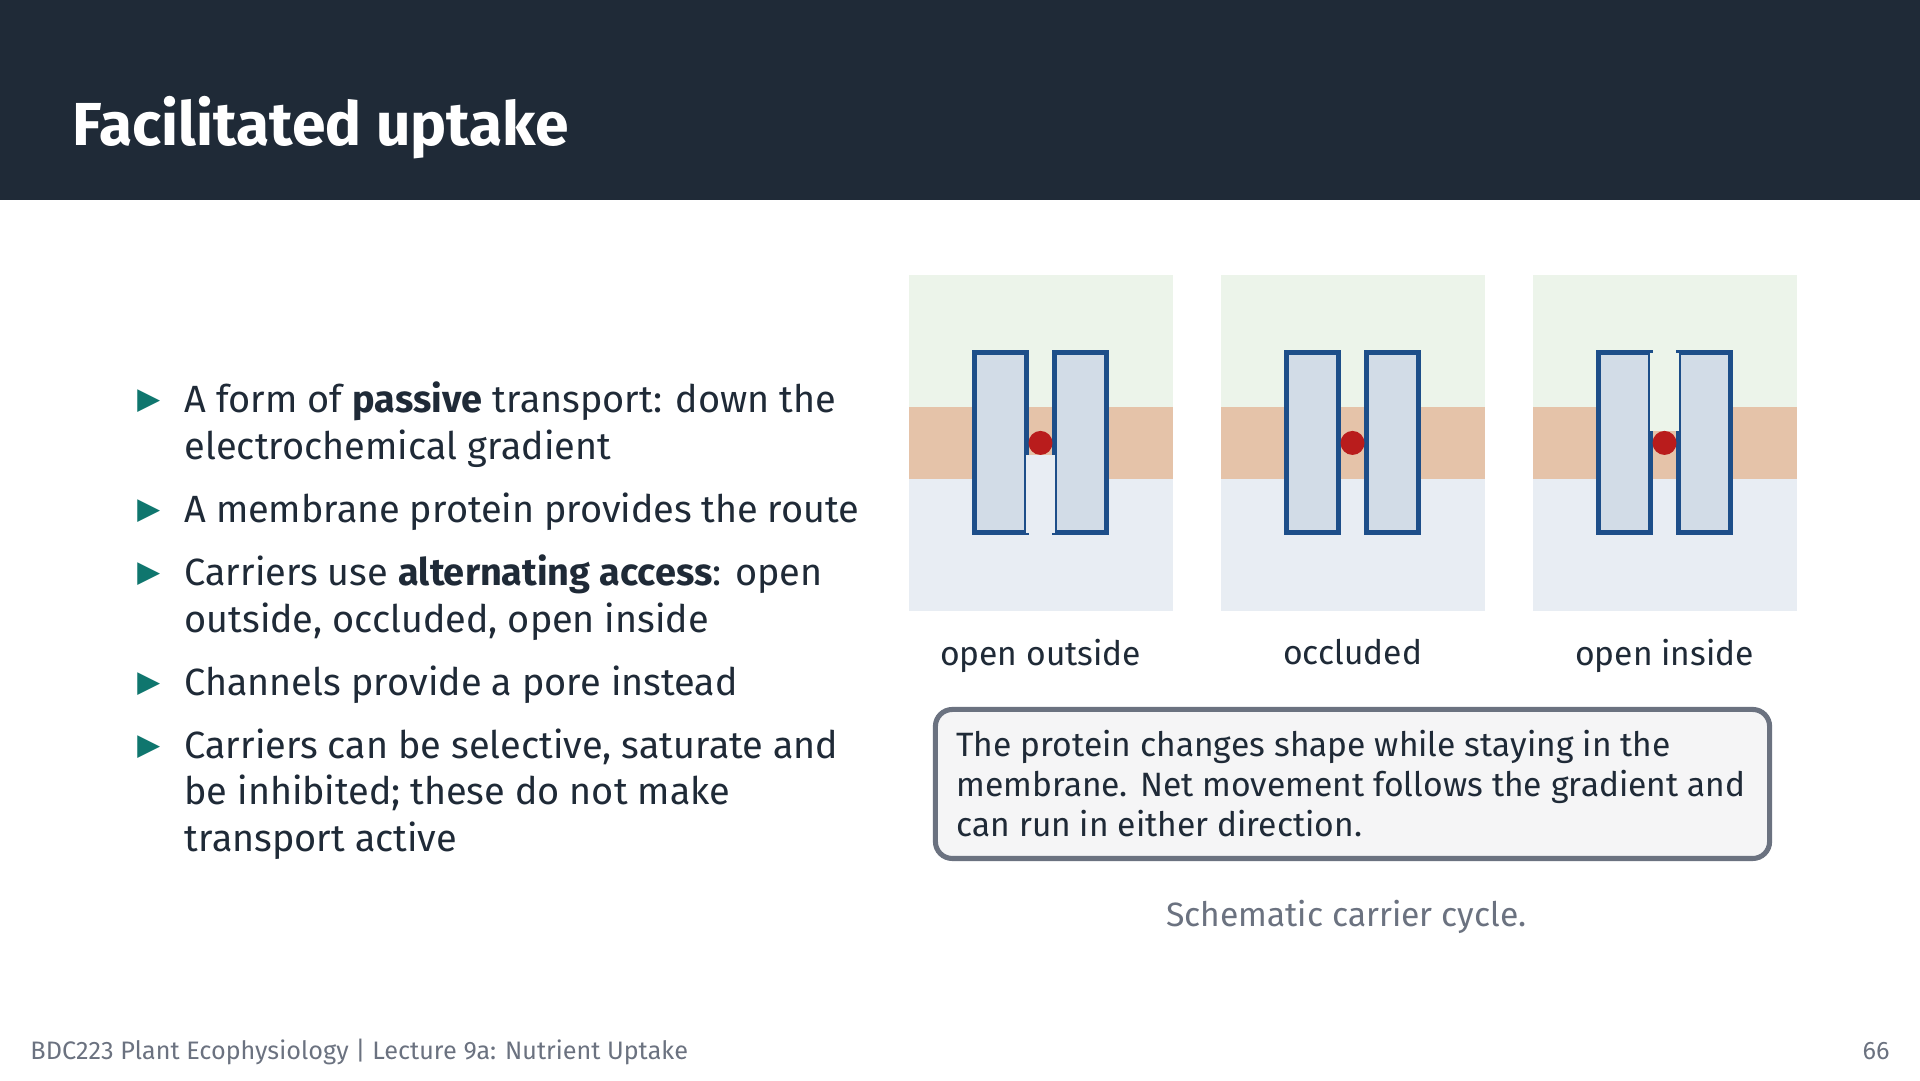 Facilitated uptake
► A form of passive transport: down the
electrochemical gradient
► A membrane protein provides the route
► Carriers use alternating access: open
outside, occluded, open inside
► Channels provide a pore instead
► Carriers can be selective, saturate and
be inhibited; these do not make
transport active
open outside
occluded
open inside
The protein changes shape while staying in the
membrane. Net movement follows the gradient and
can run in either direction.
Schematic carrier cycle.
BDC223 Plant Ecophysiology | Lecture 9a: Nutrient Uptake
66